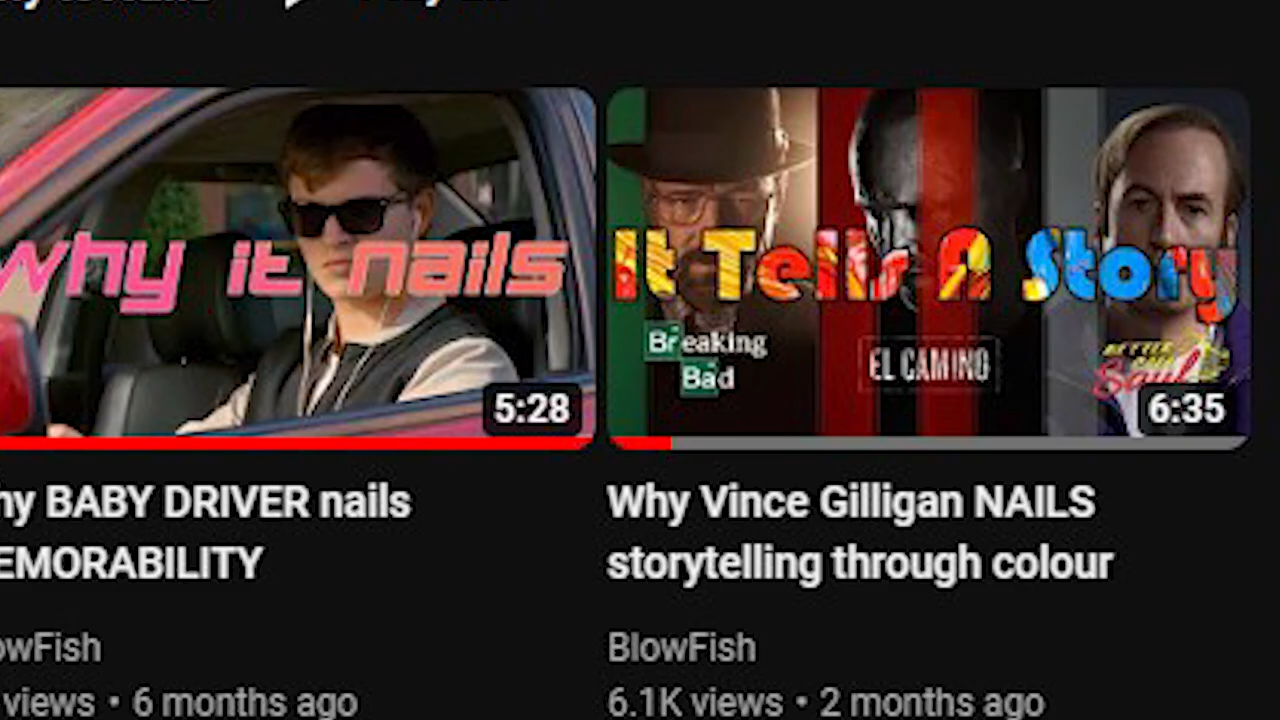 why it nails
5:28
It Tells A Story
Breaking
Bad
EL CAMINO
BETTER
Saul
6:35
hy BABY DRIVER nails
EMORABILITY
owFish
views • 6 months ago
Why Vince Gilligan NAILS
storytelling through colour
BlowFish
6.1K views • 2 months ago